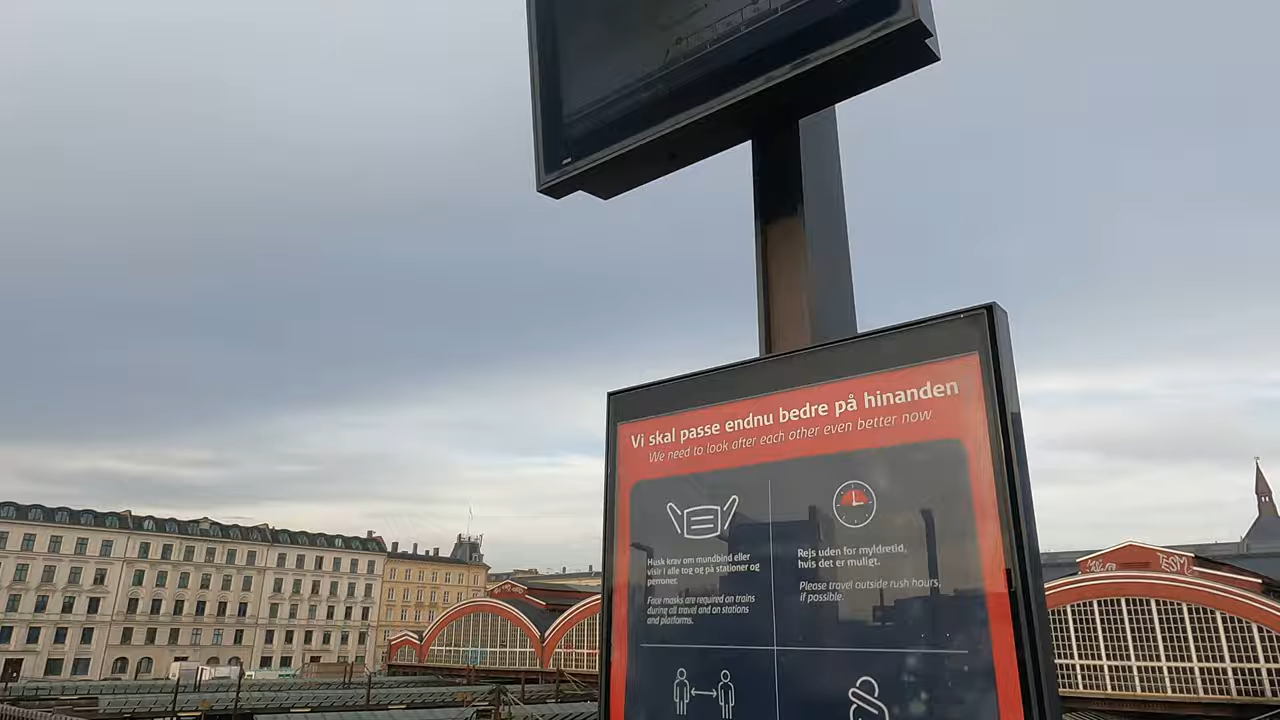 Vi skal passe endnu bedre på hinanden
We need to look after each other even better now
Husk krav om mundbind eller
visir i alle tog og på stationer og
perroner.
Face masks are required on trains
during all travel and on stations
and platforms.
Rejs uden for myldretid,
hvis det er muligt.
Please travel outside rush hours,
if possible.